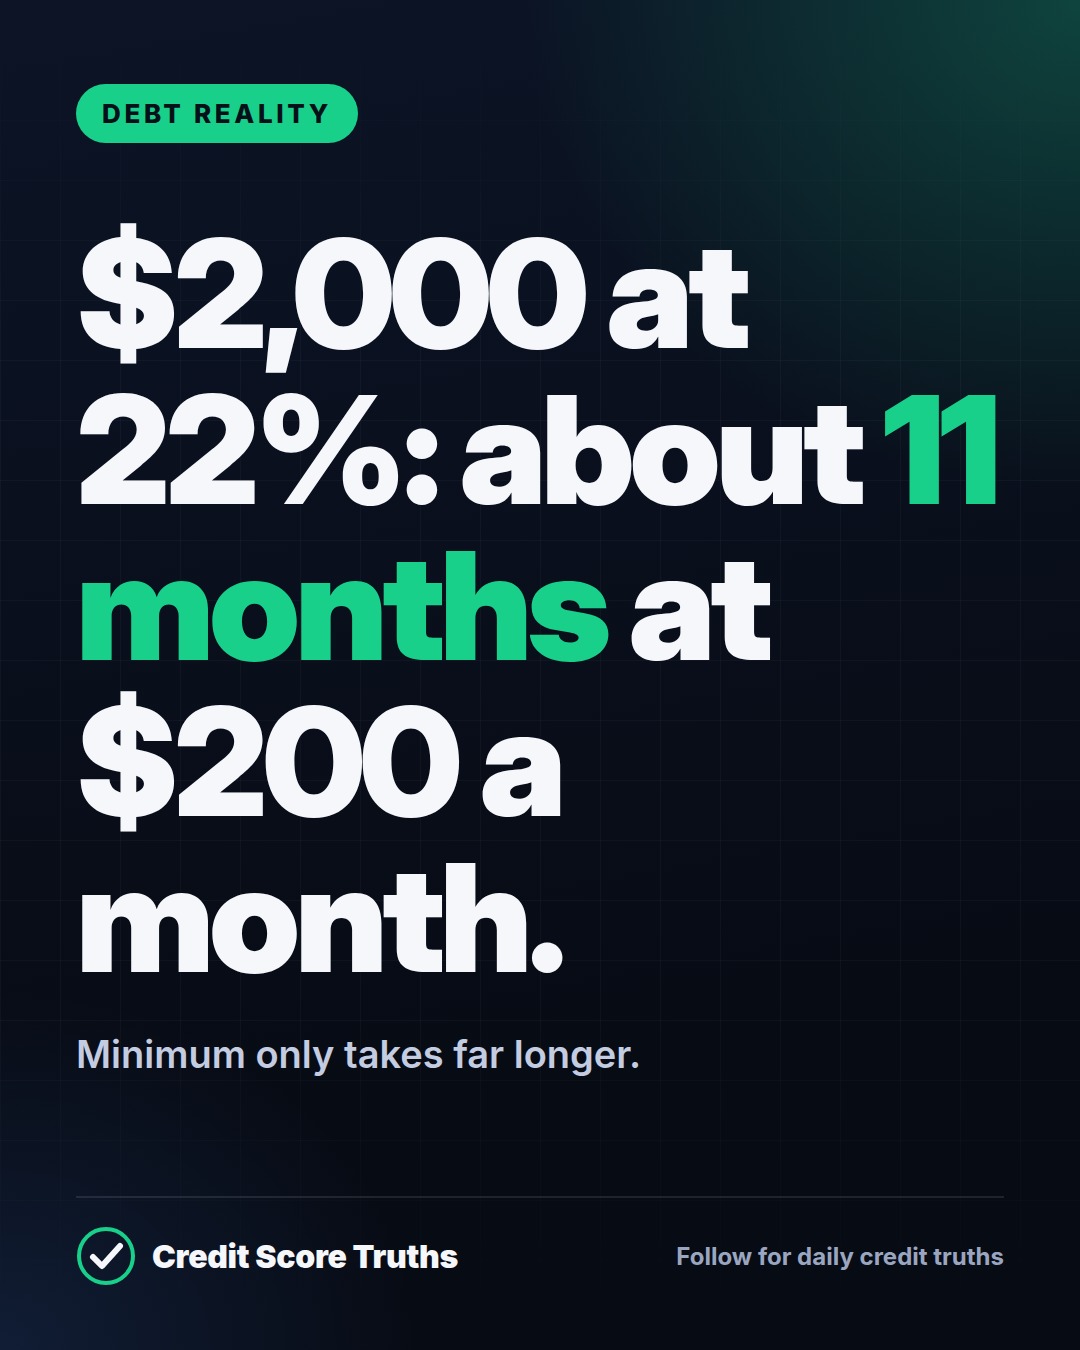 DEBT REALITY
$2,000 at
22%: about 11
months at
$200 a
month.
Minimum only takes far longer.
Credit Score Truths
Follow for daily credit truths